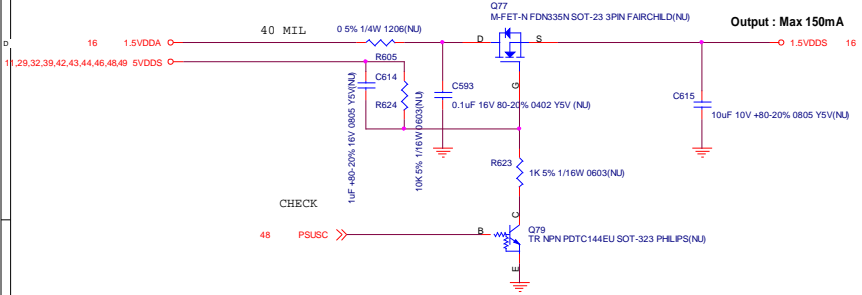 Q77
M-FET-N FDN335N SOT-23 3PIN FAIRCHILD(NU)
Output : Max 150mA
40 MIL
0 5% 1/4W 1206(NU)
D
16 1.5VDDA
D
S
1.5VDDS 16
11,29,32,39,42,43,44,46,48,49 5VDDS
R605
C614
R624
G
C593
0.1uF 16V 80-20% 0402 Y5V (NU)
C615
10uF 10V +80-20% 0805 Y5V(NU)
1uF +80-20% 16V 0805 Y5V(NU)
10K 5% 1/16W 0603(NU)
R623
1K 5% 1/16W 0603(NU)
CHECK
C
48 PSUSC
B
Q79
TR NPN PDTC144EU SOT-323 PHILIPS(NU)
E